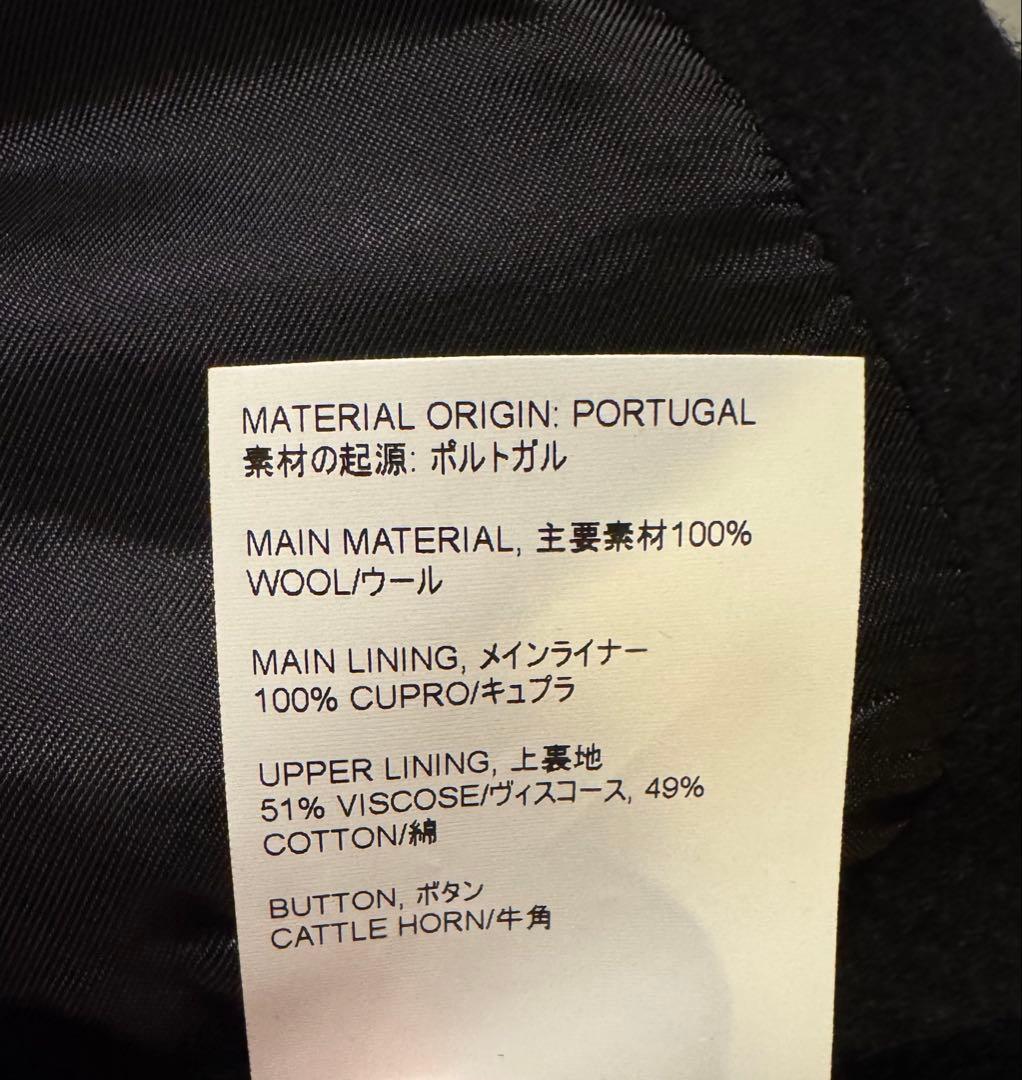 MATERIAL ORIGIN: PORTUGAL
素材の起源: ポルトガル
MAIN MATERIAL, 主要素材100%
WOOL/ウール
MAIN LINING, メインライナー
100% CUPRO/キュプラ
UPPER LINING, 上裏地
51% VISCOSE/ヴィスコース, 49%
COTTON/綿
BUTTON, ボタン
CATTLE HORN/牛角